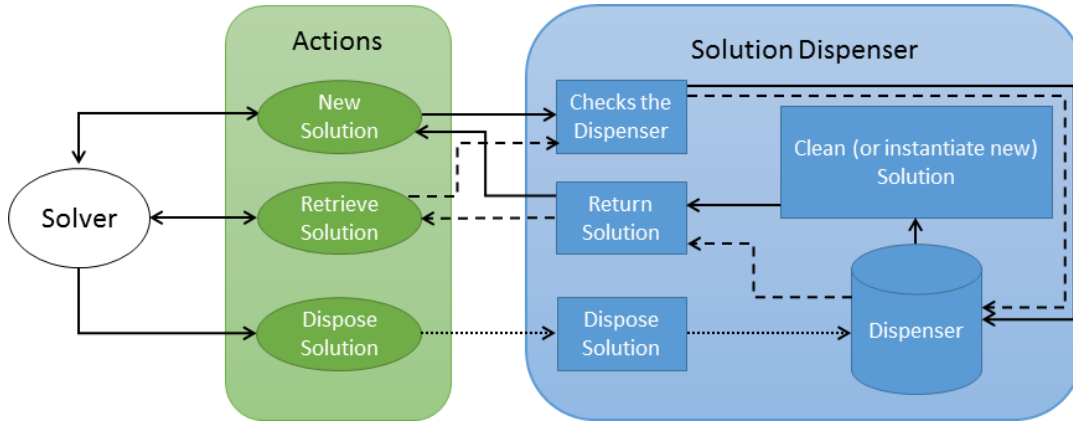 Actions
Solution Dispenser
New
Solution
Checks the
Dispenser
Clean (or instantiate new)
Solution
Solver
Retrieve
Solution
Return
Solution
Dispose
Solution
Dispose
Solution
Dispenser